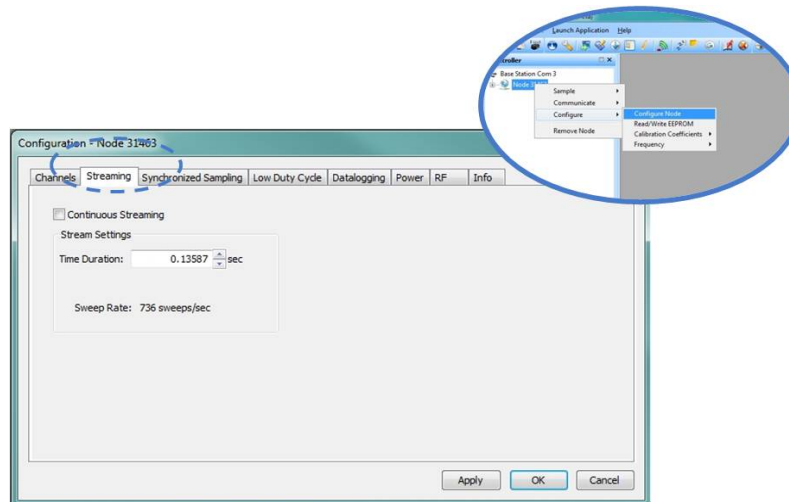 Launch Application Help
Base Station Com 3
Sample
Communicate
Configure
Remove Node
Configure Node
Read/Write EEPROM
Calibration Coefficients
Frequency
Configuration - Node 31463
Channels Streaming Synchronized Sampling Low Duty Cycle Datalogging Power RF Info
Continuous Streaming
Stream Settings
Time Duration: 0.13587 sec
Sweep Rate: 736 sweeps/sec
Apply OK Cancel